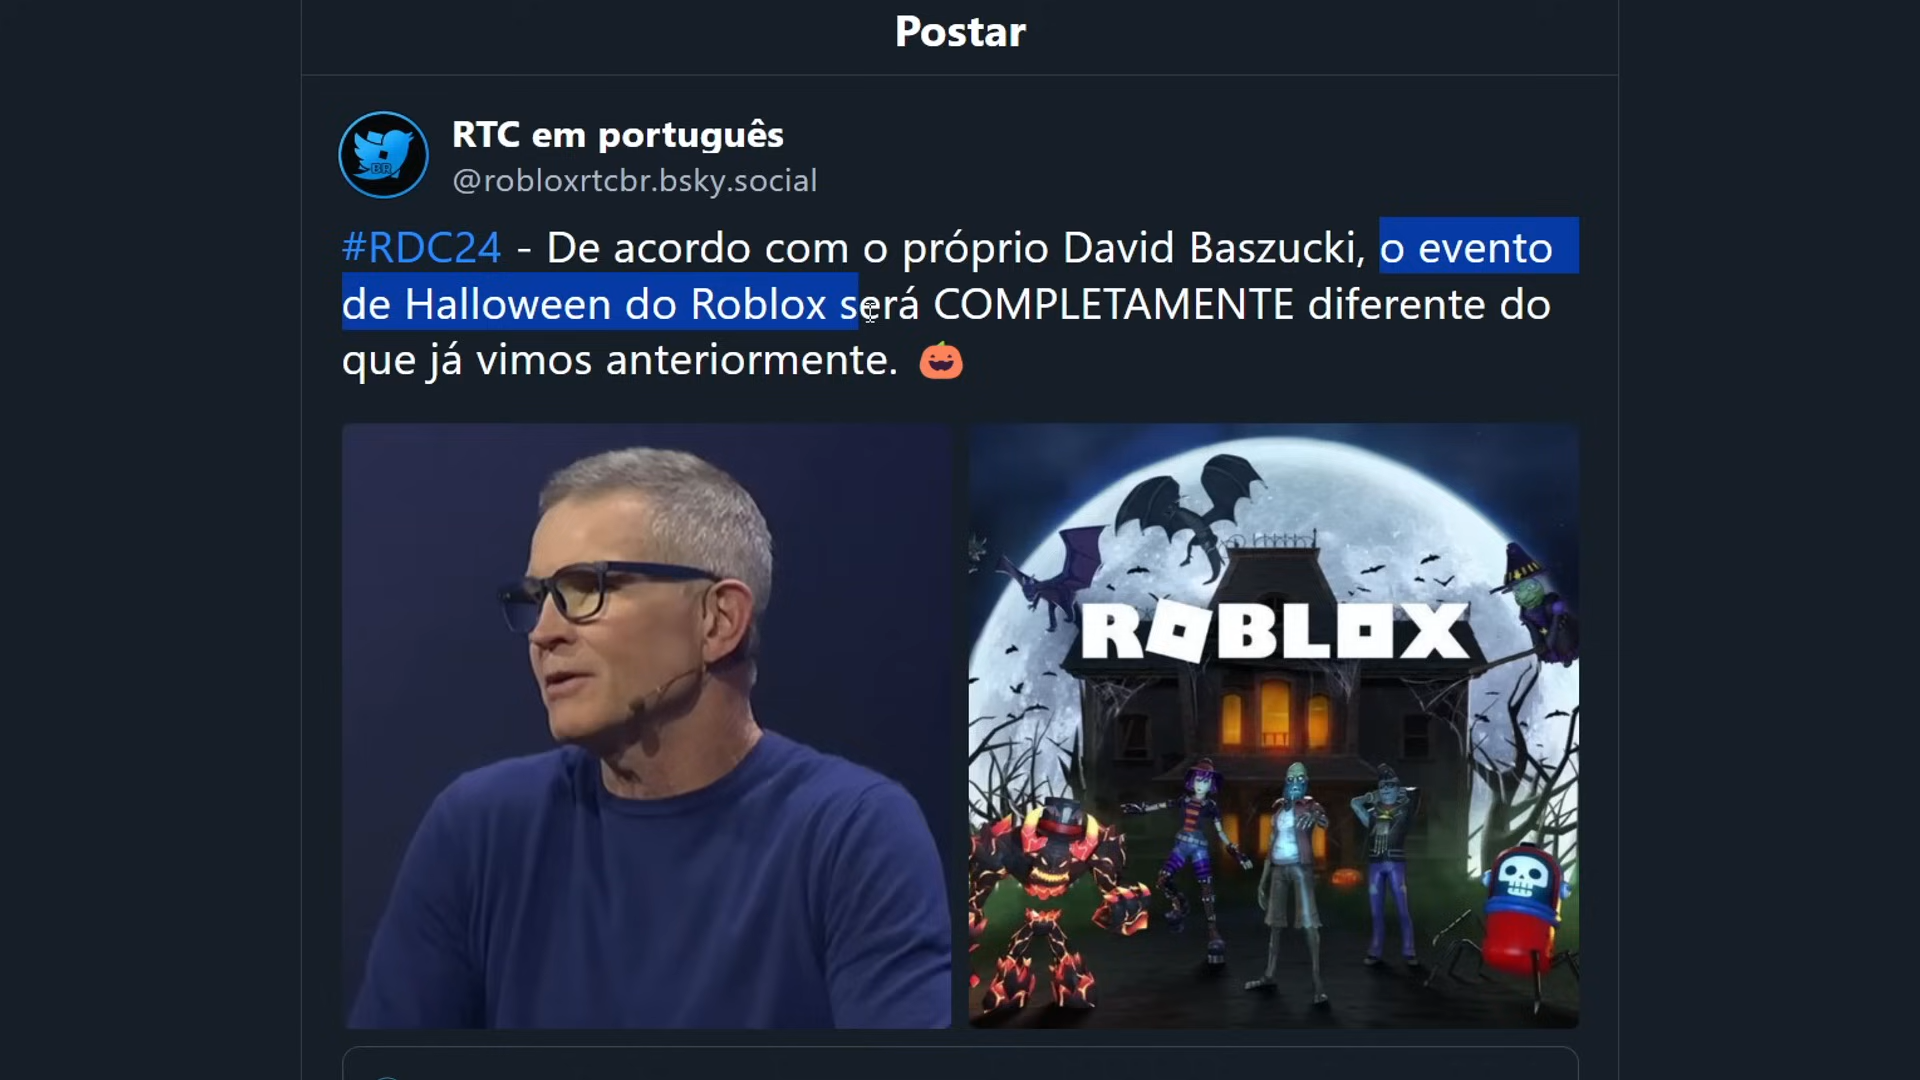 Postar
RTC em português
@robloxrtcbr.bsky.social
#RDC24 - De acordo com o próprio David Baszucki, o evento
de Halloween do Roblox será COMPLETAMENTE diferente do
que já vimos anteriormente. 🎃
ROBLOX
BR